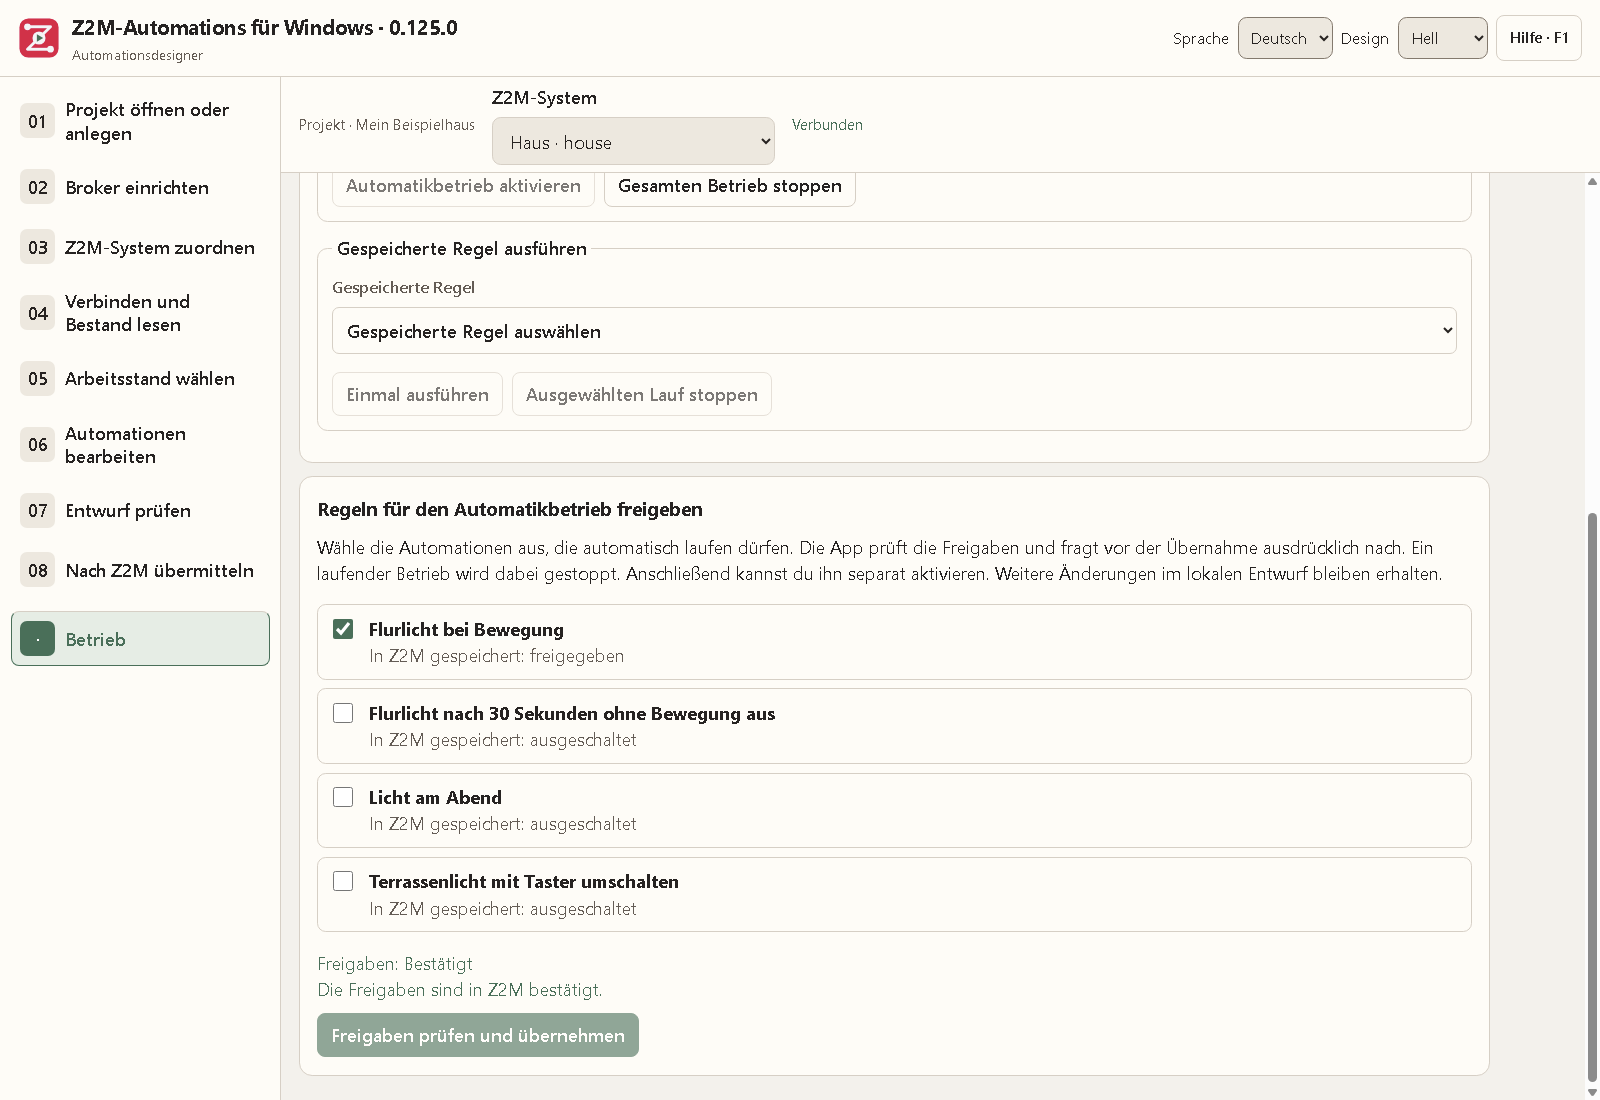 Z2M-Automations für Windows · 0.125.0
Automationsdesigner
Sprache Deutsch Design Hell Hilfe · F1
01 Projekt öffnen oder anlegen
02 Broker einrichten
03 Z2M-System zuordnen
04 Verbinden und Bestand lesen
05 Arbeitsstand wählen
06 Automationen bearbeiten
07 Entwurf prüfen
08 Nach Z2M übermitteln
· Betrieb
Projekt · Mein Beispielhaus
Z2M-System
Haus · house
Verbunden
Automatikbetrieb aktivieren
Gesamten Betrieb stoppen
Gespeicherte Regel ausführen
Gespeicherte Regel
Gespeicherte Regel auswählen
Einmal ausführen
Ausgewählten Lauf stoppen
Regeln für den Automatikbetrieb freigeben
Wähle die Automationen aus, die automatisch laufen dürfen. Die App prüft die Freigaben und fragt vor der Übernahme ausdrücklich nach. Ein
laufender Betrieb wird dabei gestoppt. Anschließend kannst du ihn separat aktivieren. Weitere Änderungen im lokalen Entwurf bleiben erhalten.
Flurlicht bei Bewegung
In Z2M gespeichert: freigegeben
Flurlicht nach 30 Sekunden ohne Bewegung aus
In Z2M gespeichert: ausgeschaltet
Licht am Abend
In Z2M gespeichert: ausgeschaltet
Terrassenlicht mit Taster umschalten
In Z2M gespeichert: ausgeschaltet
Freigaben: Bestätigt
Die Freigaben sind in Z2M bestätigt.
Freigaben prüfen und übernehmen